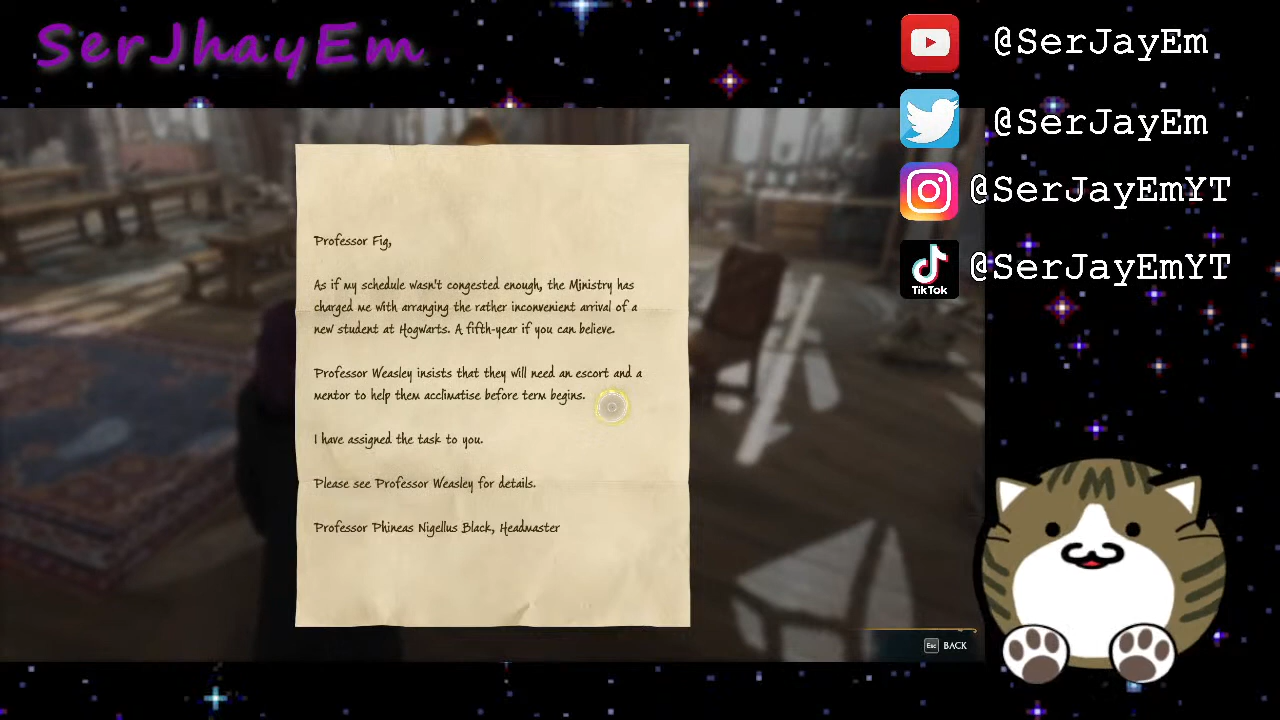 SerJhayEm
@SerJayEm
@SerJayEm
@SerJayEmYT
TikTok
@SerJayEmYT
Professor Fig,
As if my schedule wasn't congested enough, the Ministry has
charged me with arranging the rather inconvenient arrival of a
new student at Hogwarts. A fifth-year if you can believe.
Professor Weasley insists that they will need an escort and a
mentor to help them acclimatise before term begins.
I have assigned the task to you.
Please see Professor Weasley for details.
Professor Phineas Nigellus Black, Headmaster
Esc BACK